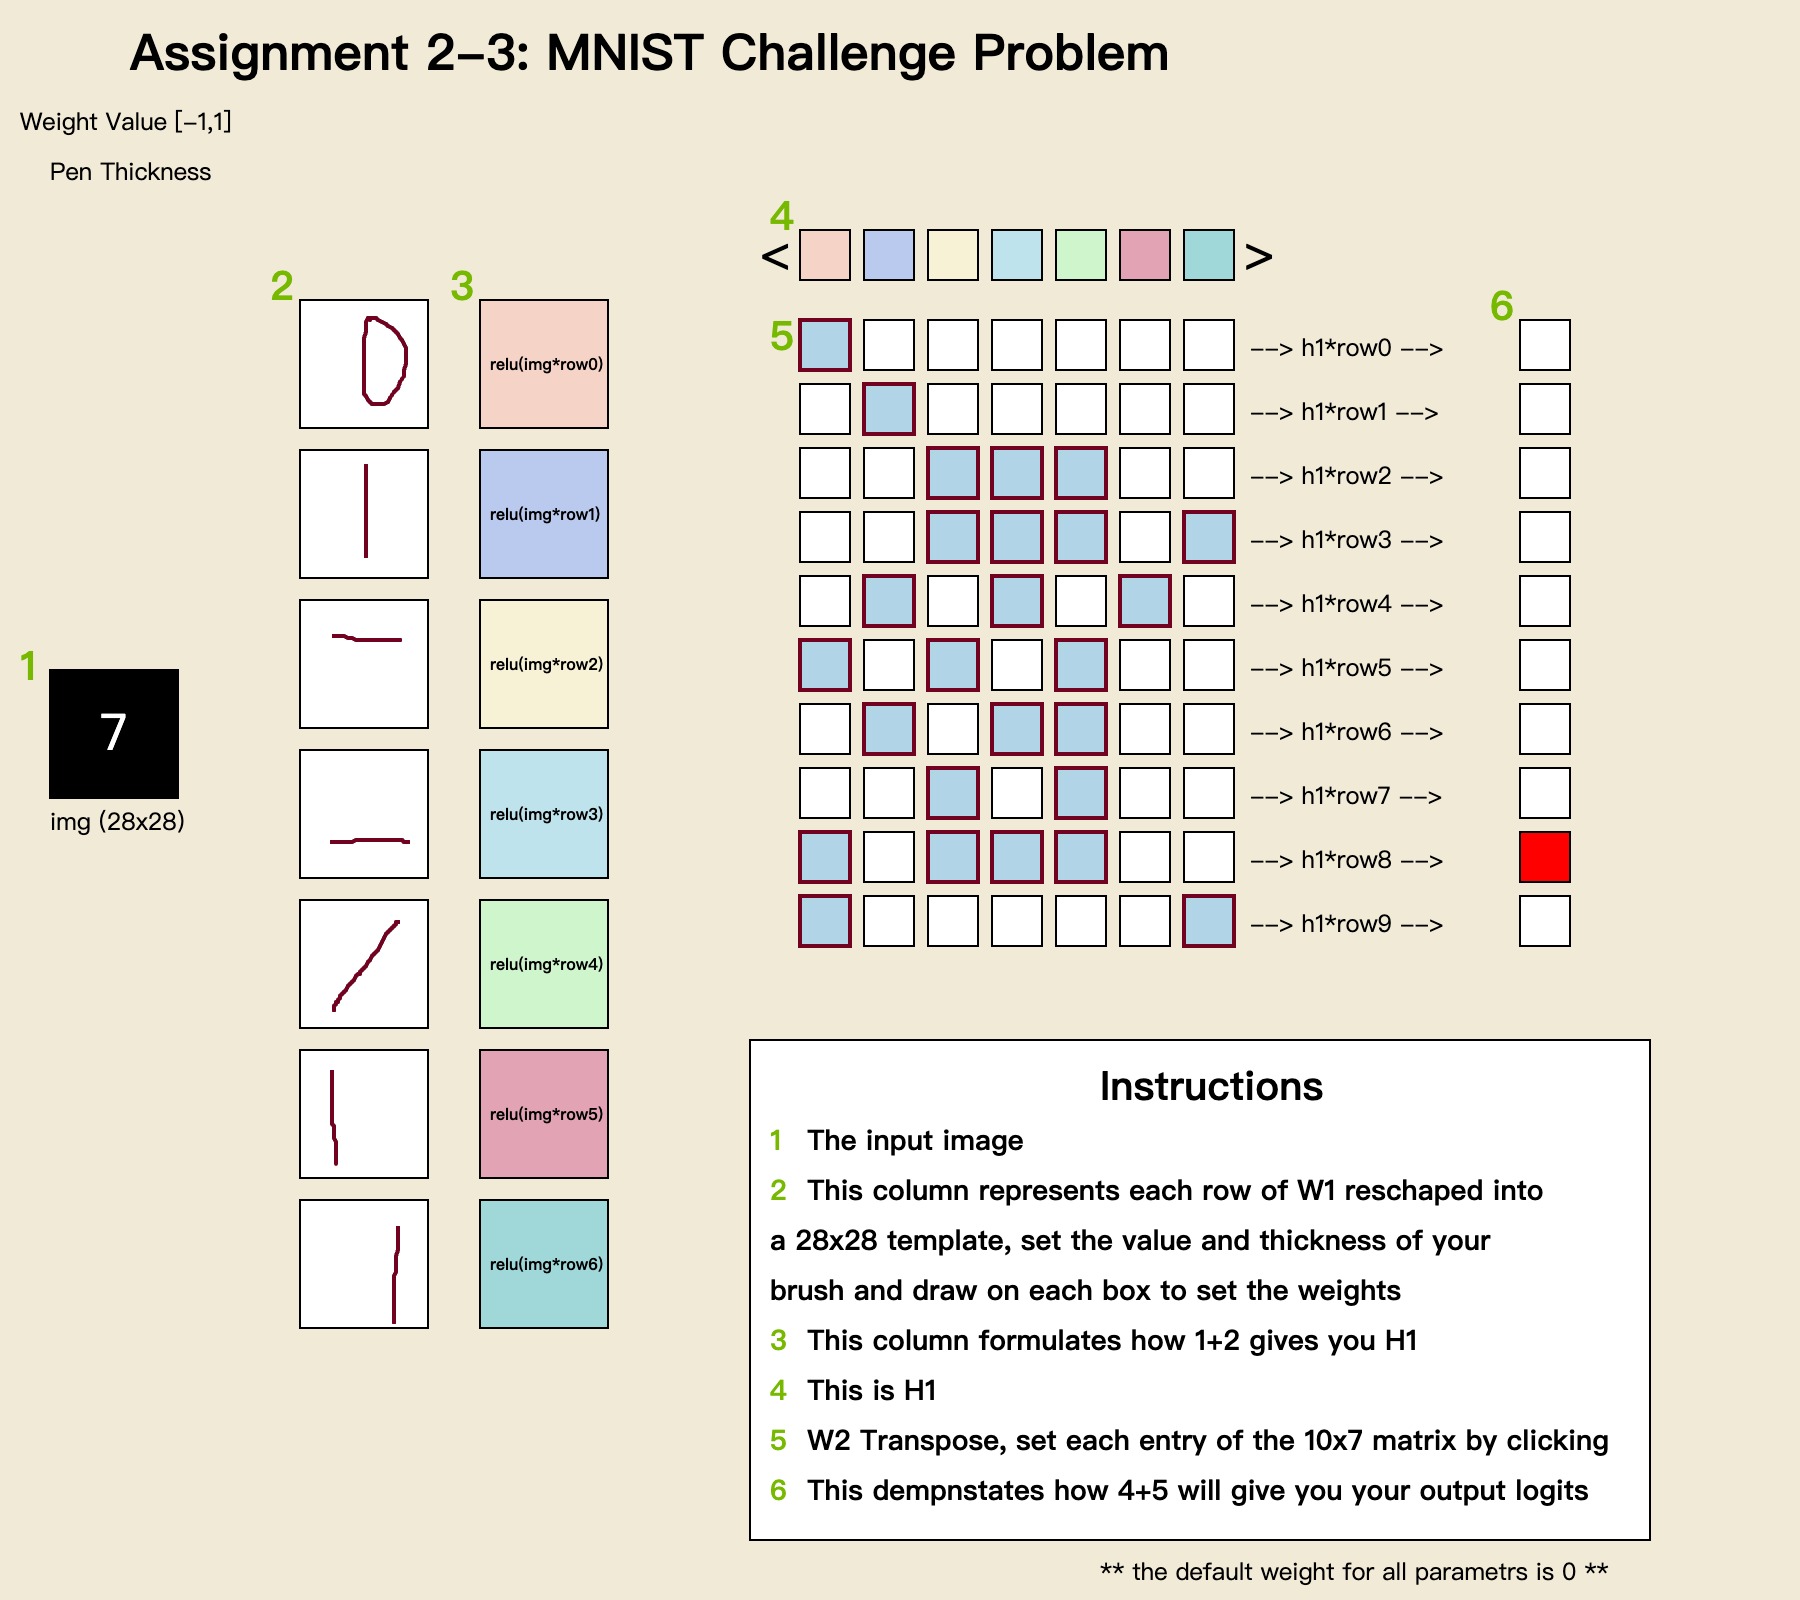 Assignment 2–3: MNIST Challenge Problem
Weight Value [–1,1]
Pen Thickness
4
< >
2 3
6
5
relu(img*row0)
--> h1*row0 -->
--> h1*row1 -->
relu(img*row1)
--> h1*row2 -->
--> h1*row3 -->
--> h1*row4 -->
relu(img*row2)
--> h1*row5 -->
1
7
img (28x28)
--> h1*row6 -->
relu(img*row3)
--> h1*row7 -->
--> h1*row8 -->
--> h1*row9 -->
relu(img*row4)
relu(img*row5)
relu(img*row6)
Instructions
1 The input image
2 This column represents each row of W1 reschaped into
a 28x28 template, set the value and thickness of your
brush and draw on each box to set the weights
3 This column formulates how 1+2 gives you H1
4 This is H1
5 W2 Transpose, set each entry of the 10x7 matrix by clicking
6 This dempnstates how 4+5 will give you your output logits
** the default weight for all parametrs is 0 **